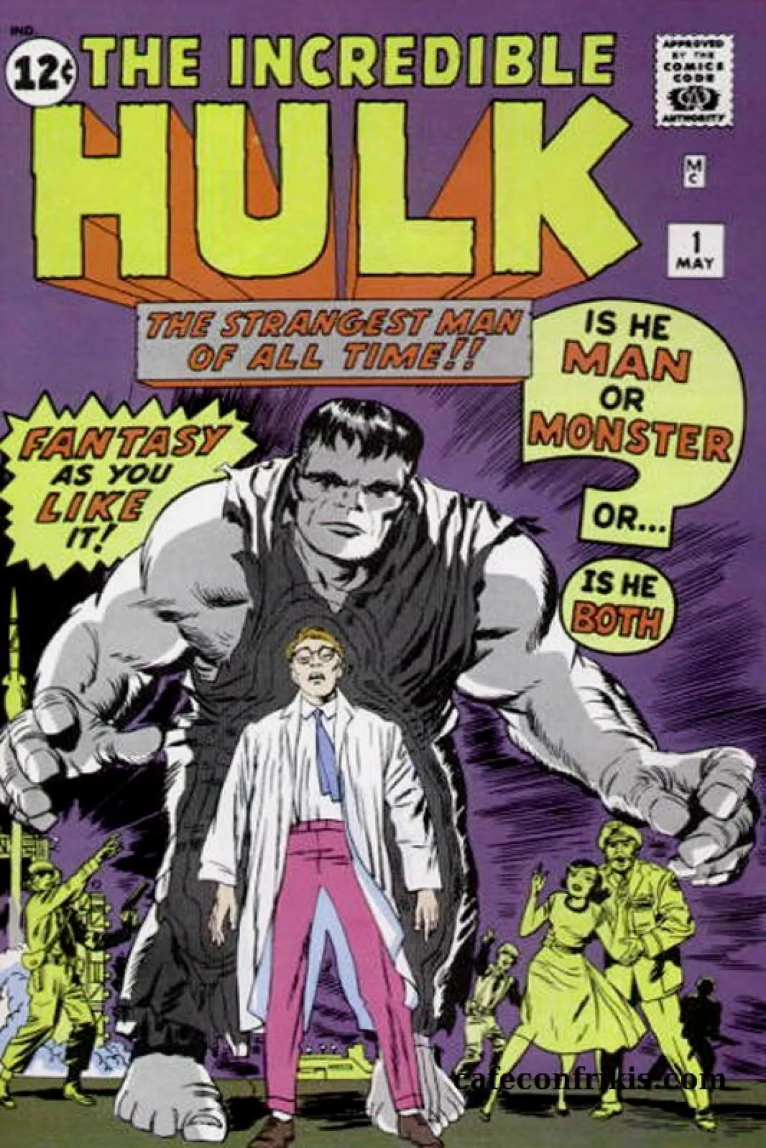 IND.
12¢
THE INCREDIBLE
HULK
APPROVED
BY THE
COMICS
CODE
CA
AUTHORITY
M
C
1
MAY
THE STRANGEST MAN
OF ALL TIME!!
IS HE
MAN
OR
MONSTER
OR...
IS HE
BOTH
FANTASY
AS YOU
LIKE
IT!
cafeconfrikis.com